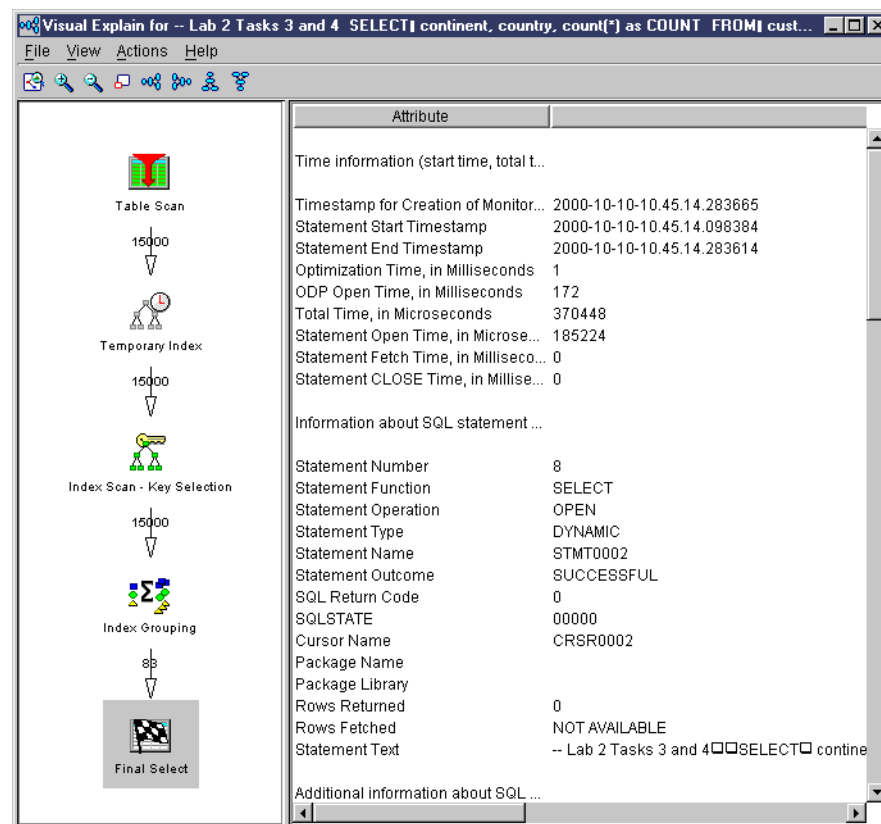 Visual Explain for -- Lab 2 Tasks 3 and 4 SELECT continent, country, count(*) as COUNT FROM cust...
File View Actions Help
Table Scan
15000
Temporary Index
15000
Index Scan - Key Selection
15000
Index Grouping
83
Final Select
Attribute
Time information (start time, total t...
Timestamp for Creation of Monitor... 2000-10-10-10.45.14.283665
Statement Start Timestamp 2000-10-10-10.45.14.098384
Statement End Timestamp 2000-10-10-10.45.14.283614
Optimization Time, in Milliseconds 1
ODP Open Time, in Milliseconds 172
Total Time, in Microseconds 370448
Statement Open Time, in Microse... 185224
Statement Fetch Time, in Milliseco... 0
Statement CLOSE Time, in Millise... 0
Information about SQL statement ...
Statement Number 8
Statement Function SELECT
Statement Operation OPEN
Statement Type DYNAMIC
Statement Name STMT0002
Statement Outcome SUCCESSFUL
SQL Return Code 0
SQLSTATE 00000
Cursor Name CRSR0002
Package Name
Package Library
Rows Returned 0
Rows Fetched NOT AVAILABLE
Statement Text -- Lab 2 Tasks 3 and 4□□SELECT□ contine
Additional information about SQL ...